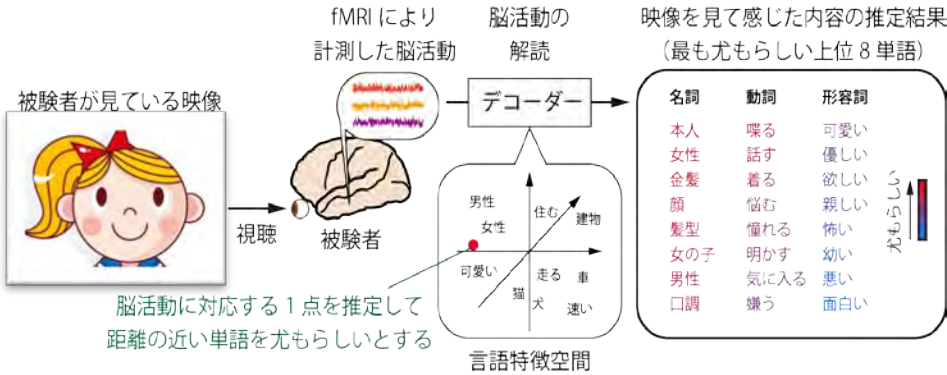 被験者が見ている映像
fMRIにより
計測した脳活動
視聴
被験者
脳活動の
解読
デコーダー
男性
住む
建物
女性
可愛い
走る
車
猫
犬
速い
言語特徴空間
脳活動に対応する1点を推定して
距離の近い単語を尤もらしいとする
映像を見て感じた内容の推定結果
(最も尤もらしい上位8単語)
名詞 動詞 形容詞
本人 喋る 可愛い
女性 話す 優しい
金髪 着る 欲しい
顔 悩む 親しい
髪型 憧れる 怖い
女の子 明かす 幼い
男性 気に入る 悪い
口調 嫌う 面白い
尤もらしい